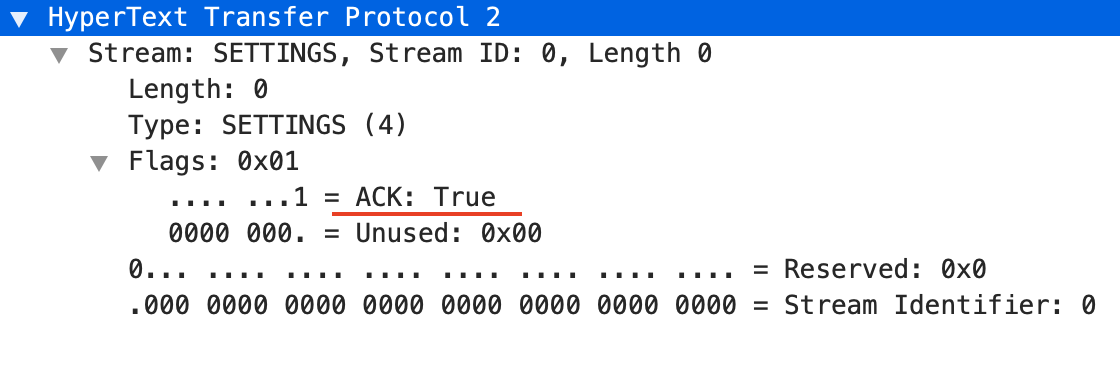 HyperText Transfer Protocol 2
Stream: SETTINGS, Stream ID: 0, Length 0
Length: 0
Type: SETTINGS (4)
Flags: 0x01
.... ...1 = ACK: True
0000 000. = Unused: 0x00
0... .... .... .... .... .... .... .... = Reserved: 0x0
.000 0000 0000 0000 0000 0000 0000 0000 = Stream Identifier: 0